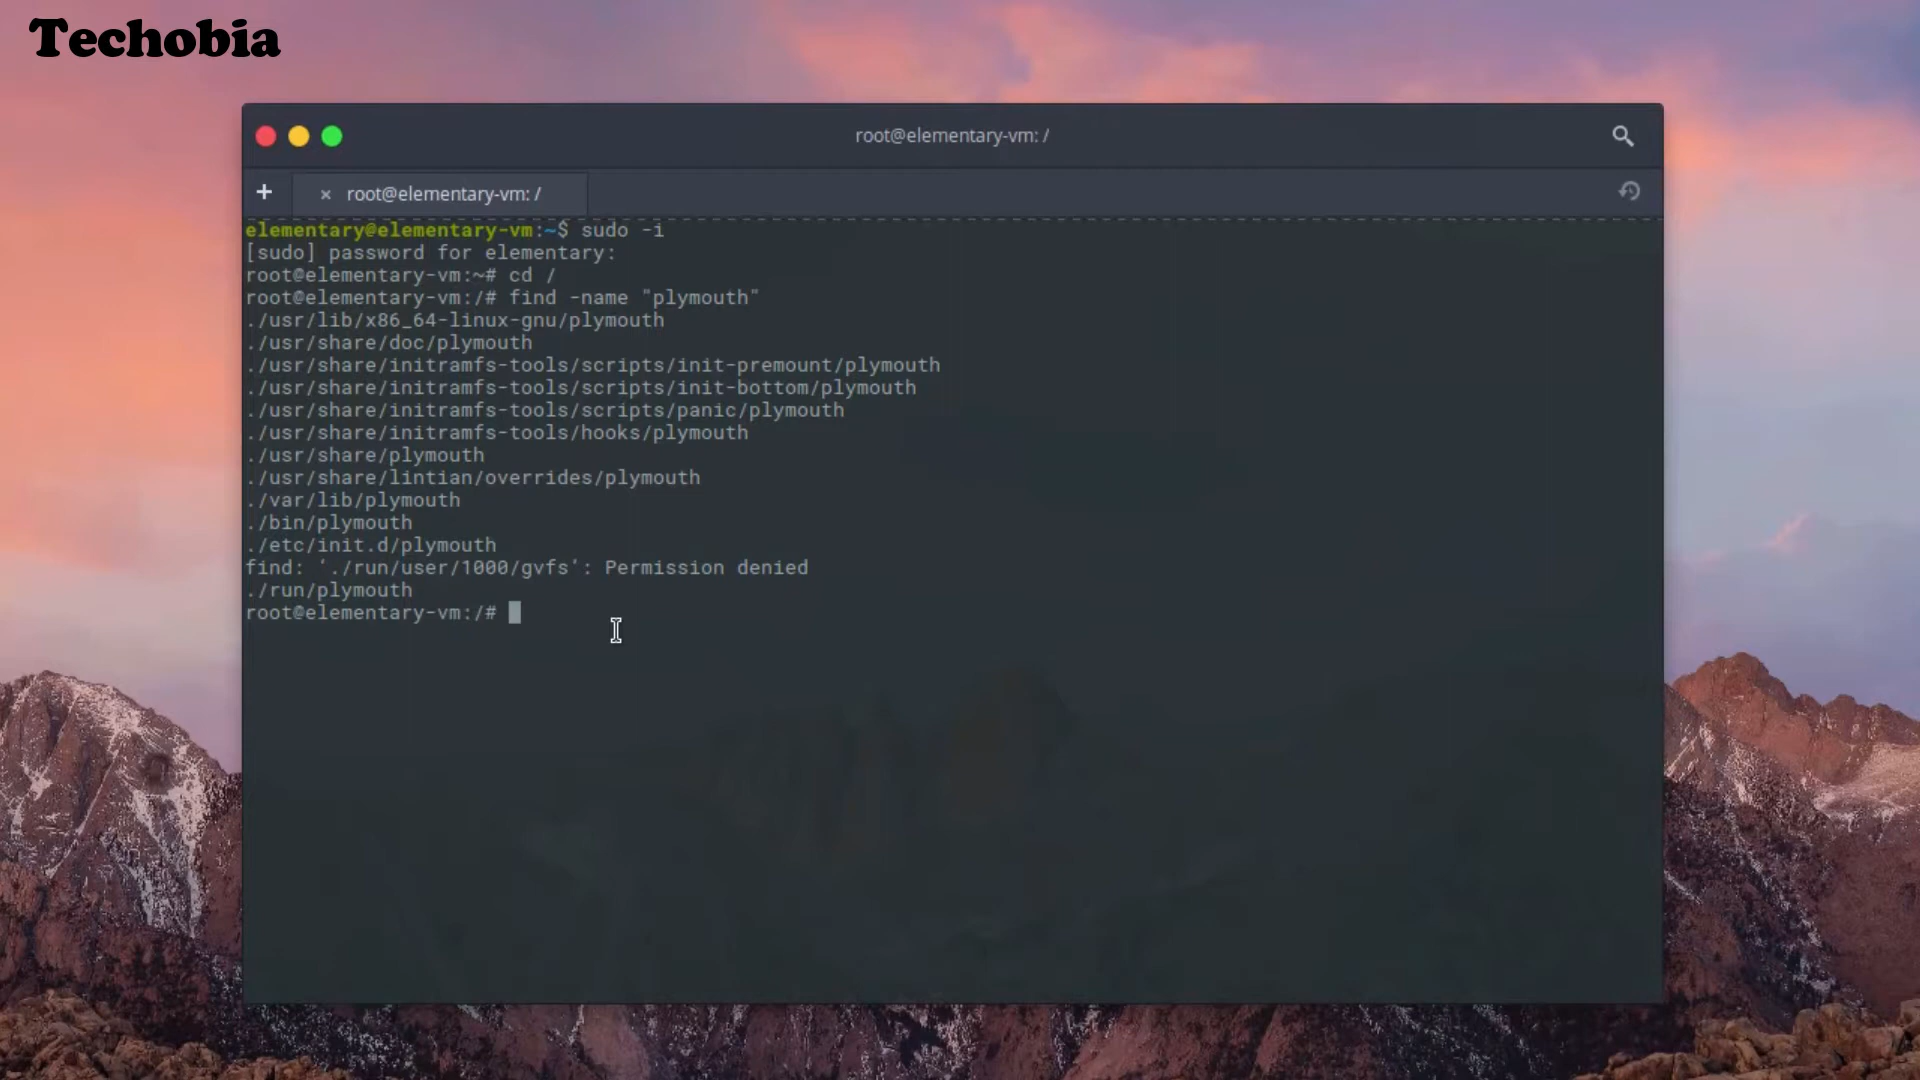 Techobia
root@elementary-vm: /
+ × root@elementary-vm: /
elementary@elementary-vm:~$ sudo -i
[sudo] password for elementary:
root@elementary-vm:~# cd /
root@elementary-vm:/# find -name "plymouth"
./usr/lib/x86_64-linux-gnu/plymouth
./usr/share/doc/plymouth
./usr/share/initramfs-tools/scripts/init-premount/plymouth
./usr/share/initramfs-tools/scripts/init-bottom/plymouth
./usr/share/initramfs-tools/scripts/panic/plymouth
./usr/share/initramfs-tools/hooks/plymouth
./usr/share/plymouth
./usr/share/lintian/overrides/plymouth
./var/lib/plymouth
./bin/plymouth
./etc/init.d/plymouth
find: ‘./run/user/1000/gvfs’: Permission denied
./run/plymouth
root@elementary-vm:/#